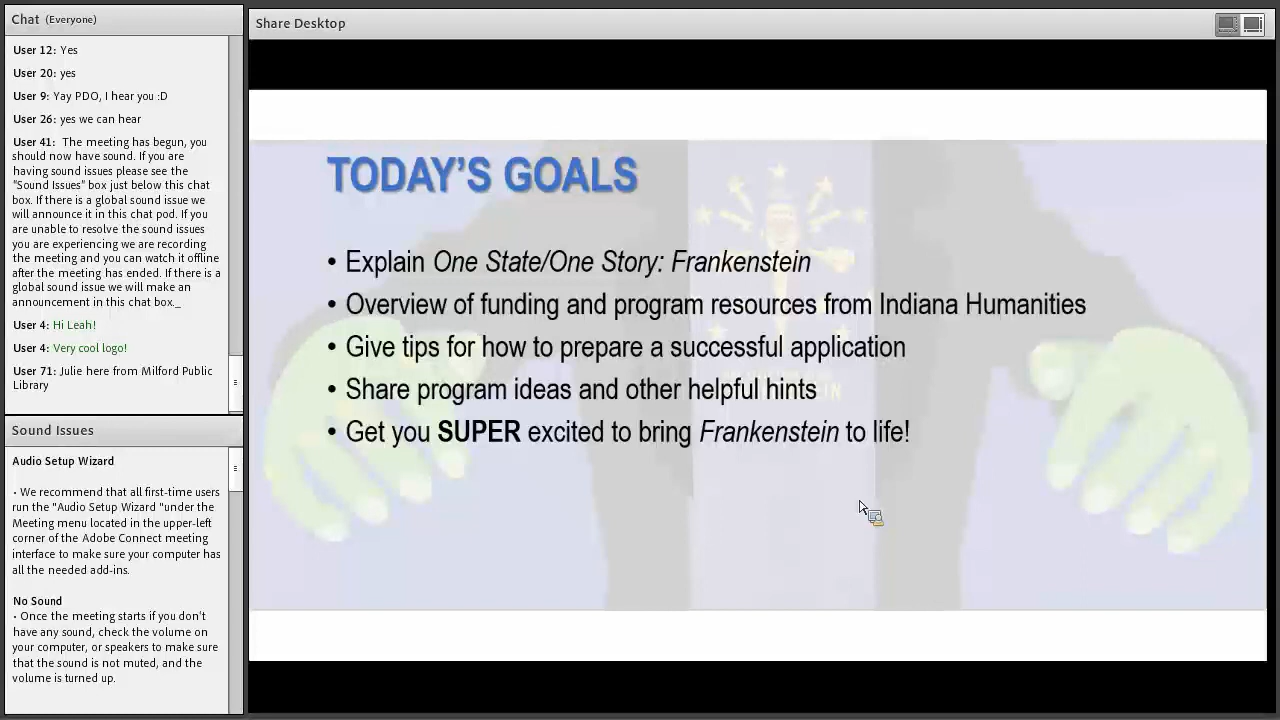 Chat (Everyone)
User 12: Yes
User 20: yes
User 9: Yay PDO, I hear you :D
User 26: yes we can hear
User 41: The meeting has begun, you
should now have sound. If you are
having sound issues please see the
"Sound Issues" box just below this chat
box. If there is a global sound issue we
will announce it in this chat pod. If you
are unable to resolve the sound issues
you are experiencing we are recording
the meeting and you can watch it offline
after the meeting has ended. If there is a
global sound issue we will make an
announcement in this chat box._
User 4: Hi Leah!
User 4: Very cool logo!
User 71: Julie here from Milford Public
Library
Sound Issues
Audio Setup Wizard
• We recommend that all first-time users
run the "Audio Setup Wizard "under the
Meeting menu located in the upper-left
corner of the Adobe Connect meeting
interface to make sure your computer has
all the needed add-ins.
No Sound
• Once the meeting starts if you don't
have any sound, check the volume on
your computer, or speakers to make sure
that the sound is not muted, and the
volume is turned up.
Share Desktop
TODAY'S GOALS
• Explain One State/One Story: Frankenstein
• Overview of funding and program resources from Indiana Humanities
• Give tips for how to prepare a successful application
• Share program ideas and other helpful hints
• Get you SUPER excited to bring Frankenstein to life!